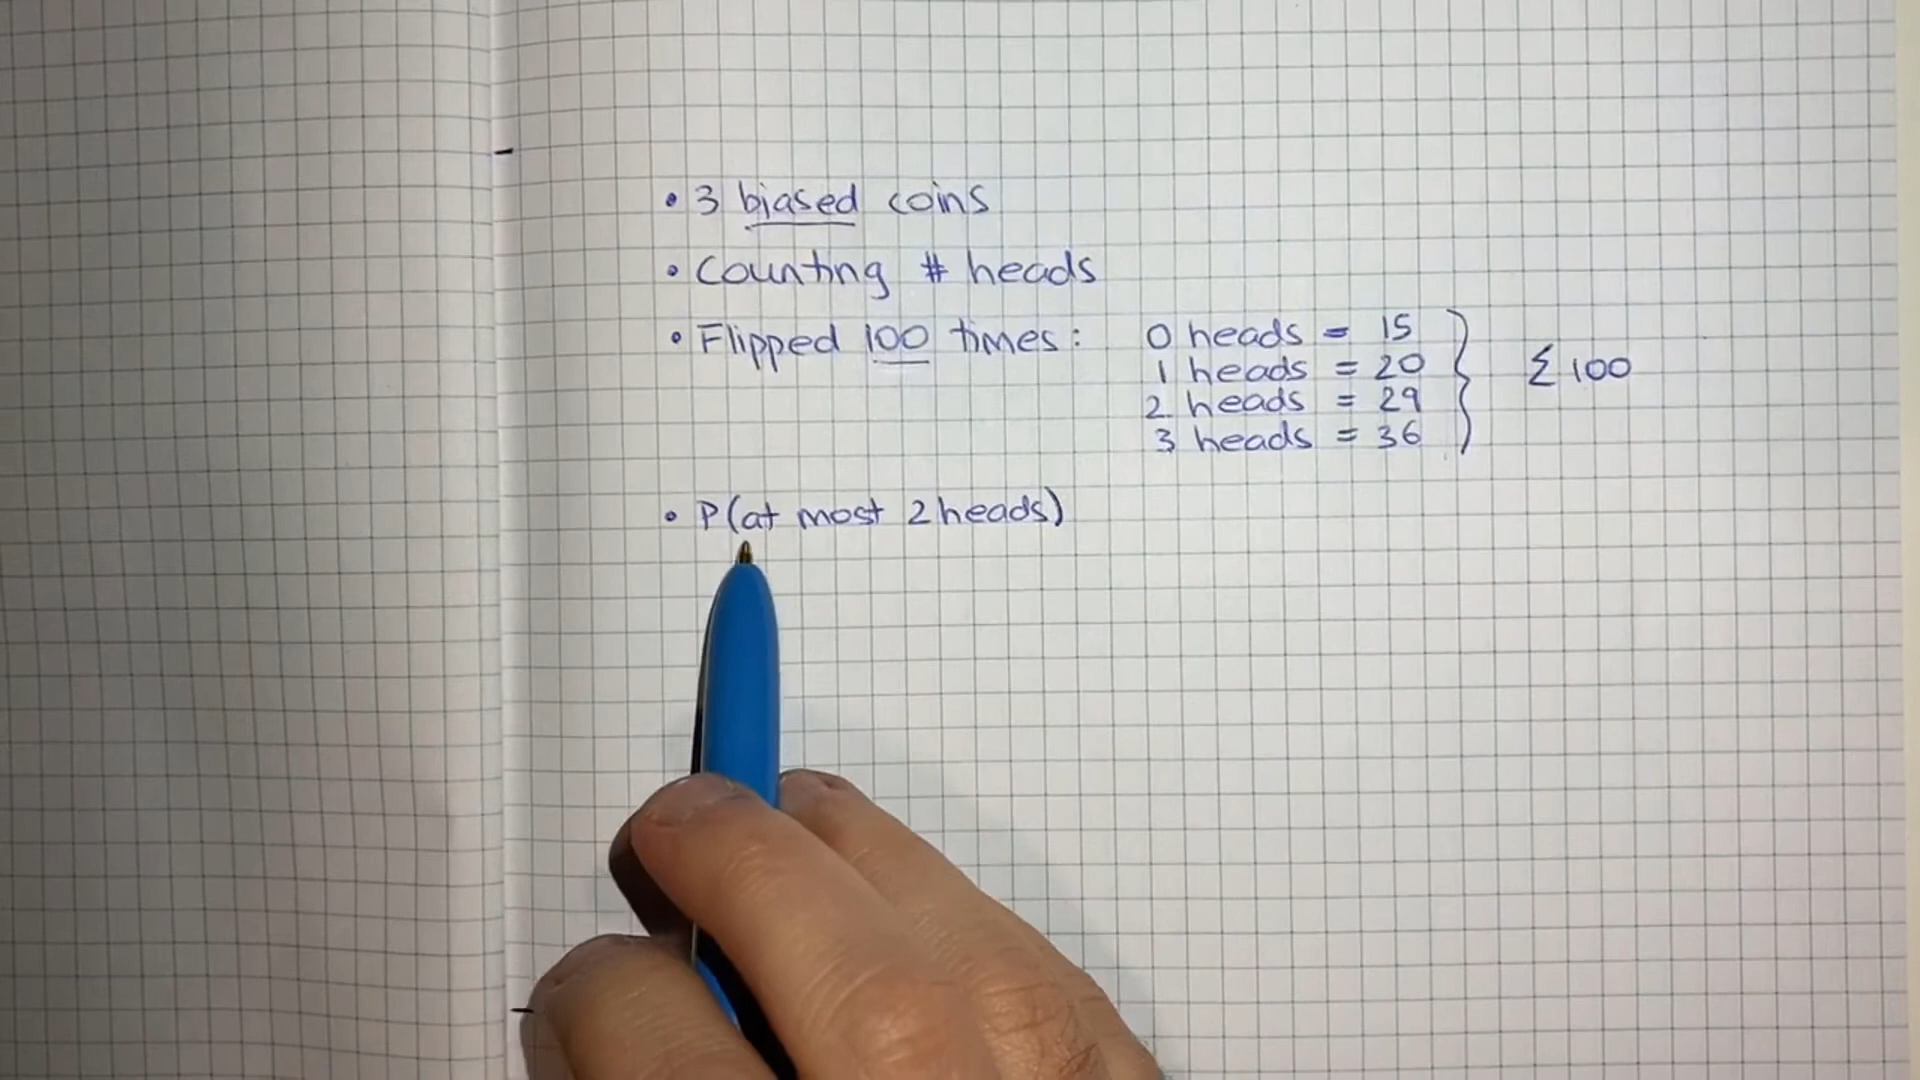 • 3 biased coins
• Counting # heads
• Flipped 100 times: 0 heads = 15
1 heads = 20
Σ 100
2 heads = 29
3 heads = 36
• P(at most 2 heads)